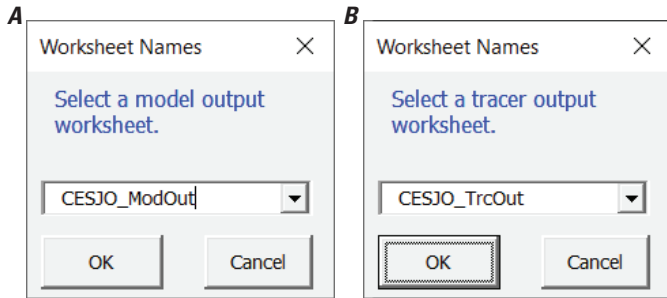 A
Worksheet Names
Select a model output
worksheet.
CESJO_ModOut
OK Cancel
B
Worksheet Names
Select a tracer output
worksheet.
CESJO_TrcOut
OK Cancel